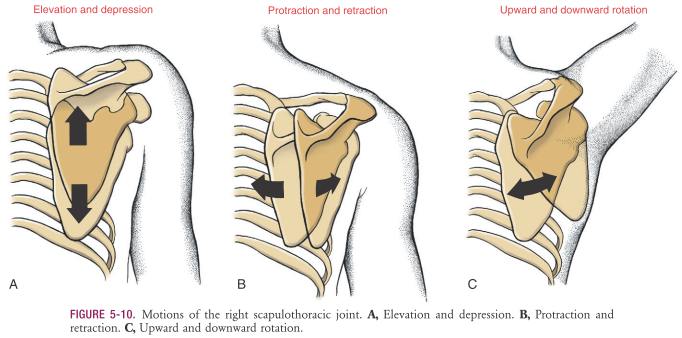 Elevation and depression
Protraction and retraction
Upward and downward rotation
A
B
C
FIGURE 5-10. Motions of the right scapulothoracic joint. A, Elevation and depression. B, Protraction and
retraction. C, Upward and downward rotation.